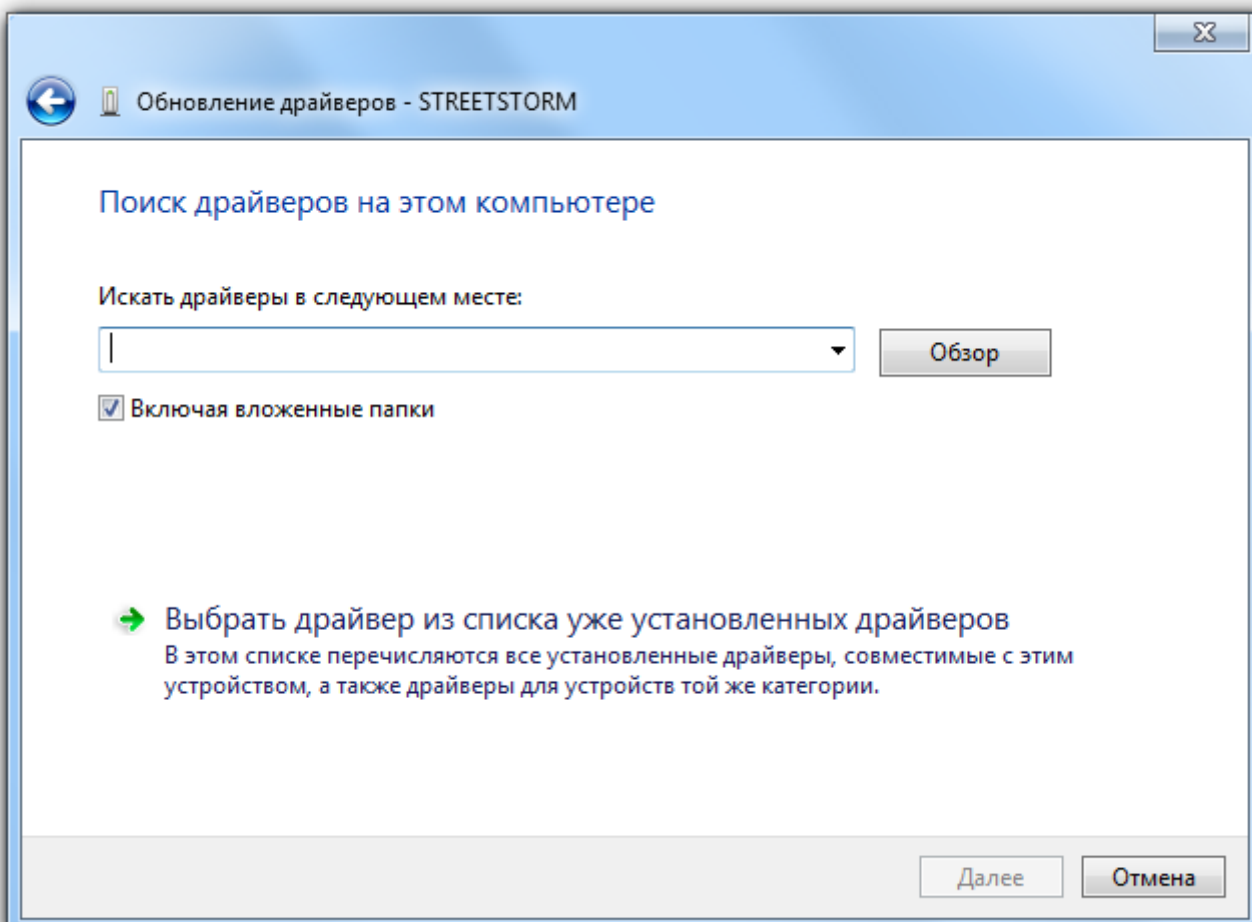 Обновление драйверов - STREETSTORM
Поиск драйверов на этом компьютере
Искать драйверы в следующем месте:
Обзор
Включая вложенные папки
Выбрать драйвер из списка уже установленных драйверов
В этом списке перечисляются все установленные драйверы, совместимые с этим
устройством, а также драйверы для устройств той же категории.
Далее
Отмена